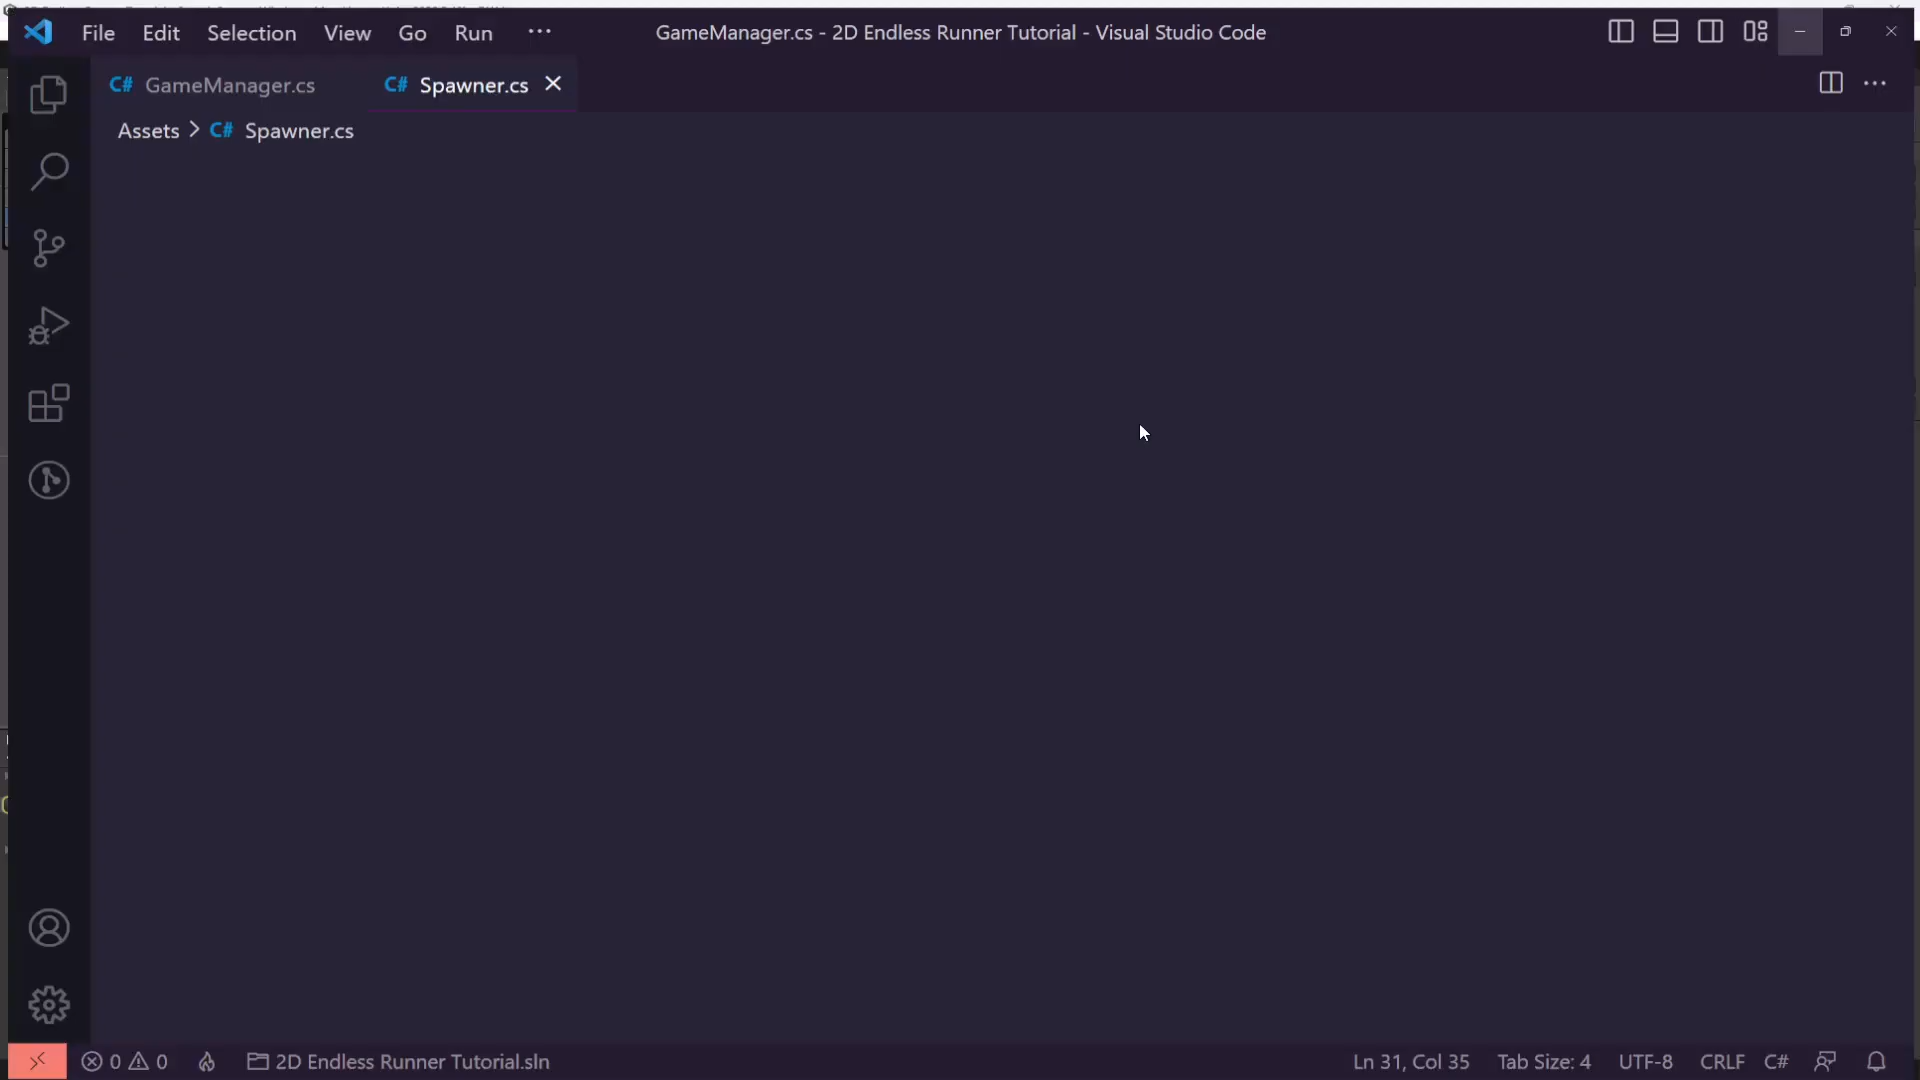 File Edit Selection View Go Run ··· GameManager.cs - 2D Endless Runner Tutorial - Visual Studio Code
C# GameManager.cs C# Spawner.cs
Assets > C# Spawner.cs
0 0 2D Endless Runner Tutorial.sln Ln 31, Col 35 Tab Size: 4 UTF-8 CRLF C#